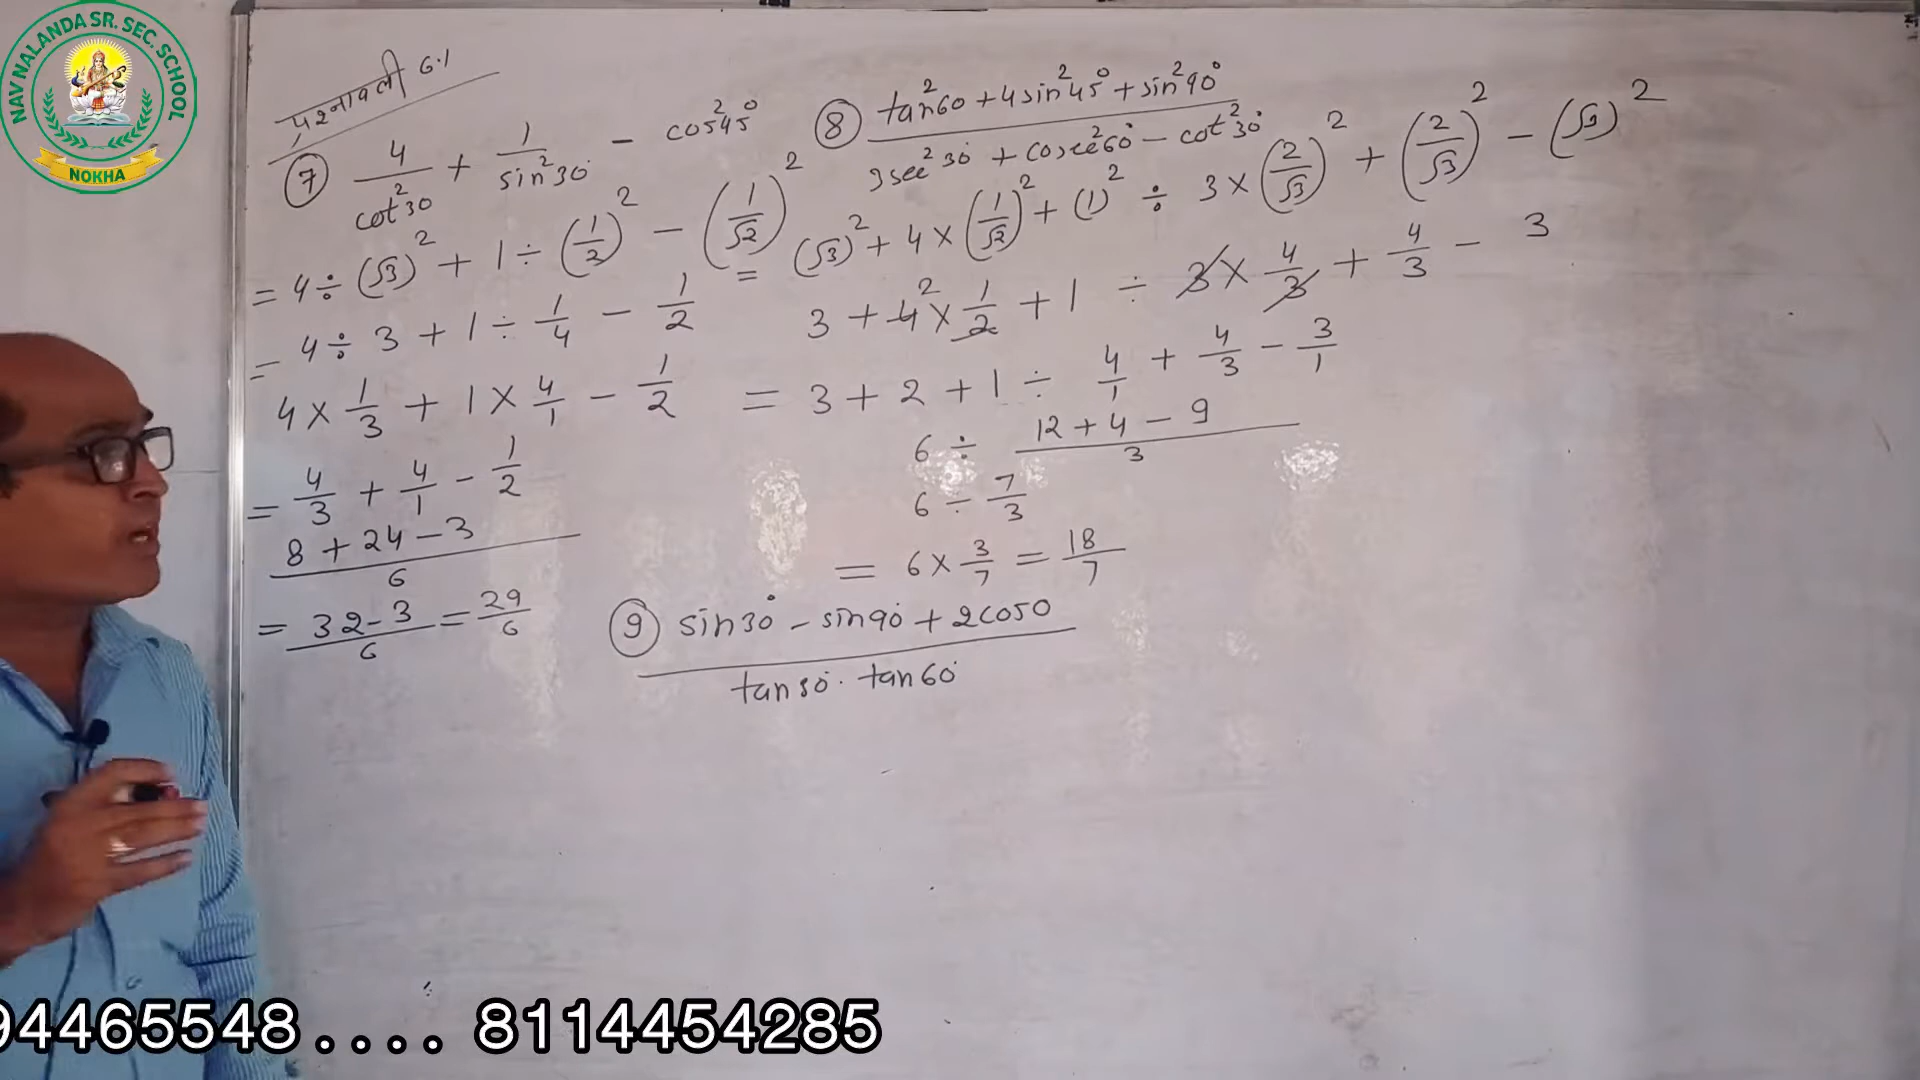 NAV NALANDA SR. SEC. SCHOOL
NOKHA
प्रश्नावली 6.1
⑦ 4/cot²30 + 1/sin²30° - cos²45°
= 4 ÷ (√3)² + 1 ÷ (1/2)² - (1/√2)²
= 4 ÷ 3 + 1 ÷ 1/4 - 1/2
4 × 1/3 + 1 × 4/1 - 1/2
= 4/3 + 4/1 - 1/2
8 + 24 - 3 / 6
= 32 - 3 / 6 = 29/6
⑧ tan²60 + 4sin²45° + sin²90° / 3sec²30° + cosec²60° - cot²30°
= (√3)² + 4 × (1/√2)² + (1)² ÷ 3 × (2/√3)² + (2/√3)² - (√3)²
3 + 4² × 1/2 + 1 ÷ 3 × 4/3 + 4/3 - 3
= 3 + 2 + 1 ÷ 4/1 + 4/3 - 3/1
6 ÷ 12 + 4 - 9 / 3
6 ÷ 7/3
= 6 × 3/7 = 18/7
⑨ sin30° - sin90° + 2cos0 / tan30°. tan60°
94465548.... 8114454285